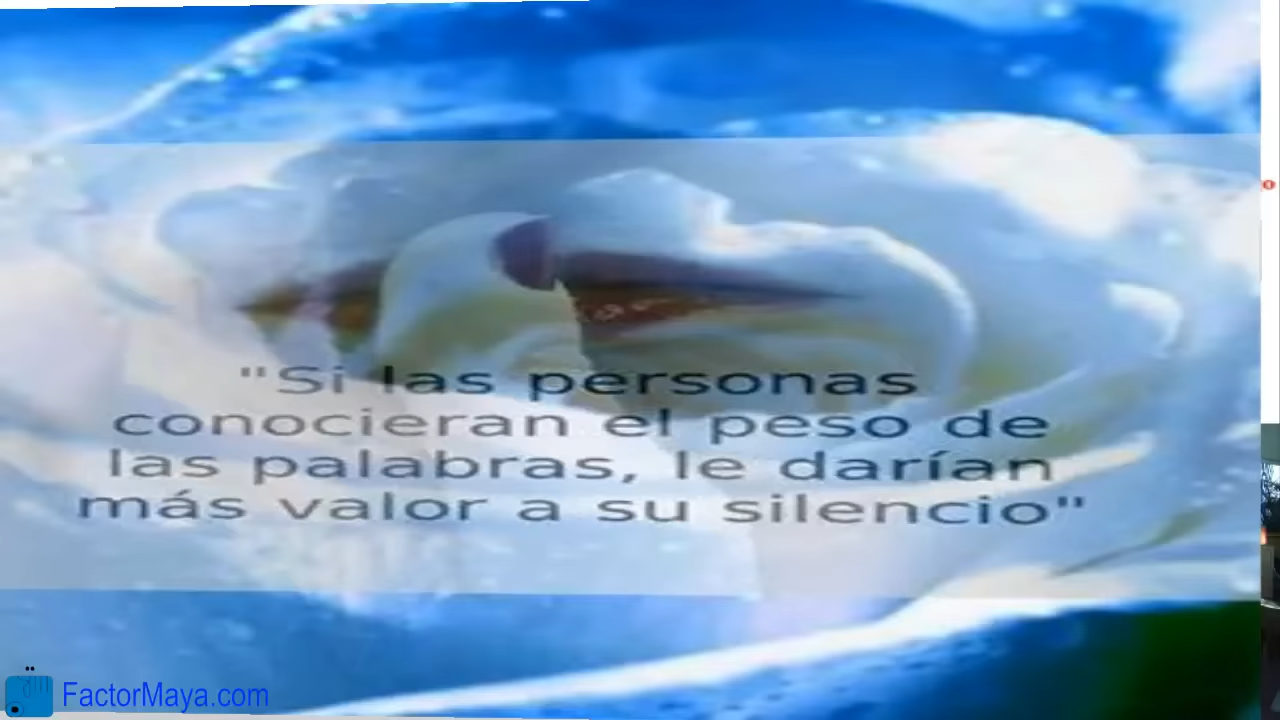 "Si las personas
conocieran el peso de
las palabras, le darían
más valor a su silencio"
FactorMaya.com